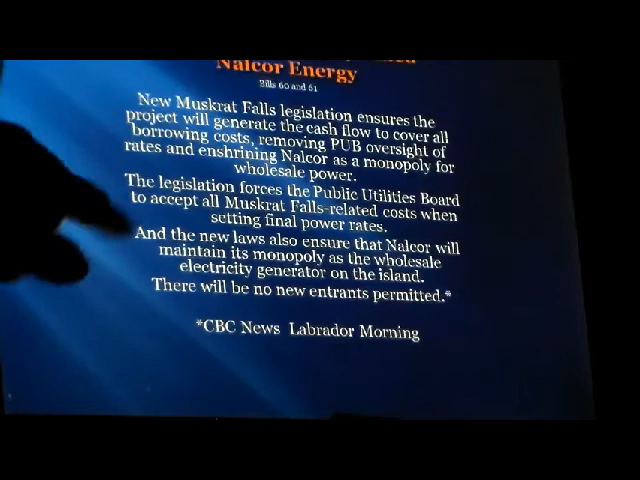 Nalcor Energy
Bills 60 and 61
New Muskrat Falls legislation ensures the
project will generate the cash flow to cover all
borrowing costs, removing PUB oversight of
rates and enshrining Nalcor as a monopoly for
wholesale power.
The legislation forces the Public Utilities Board
to accept all Muskrat Falls-related costs when
setting final power rates.
And the new laws also ensure that Nalcor will
maintain its monopoly as the wholesale
electricity generator on the island.
There will be no new entrants permitted.*
*CBC News Labrador Morning